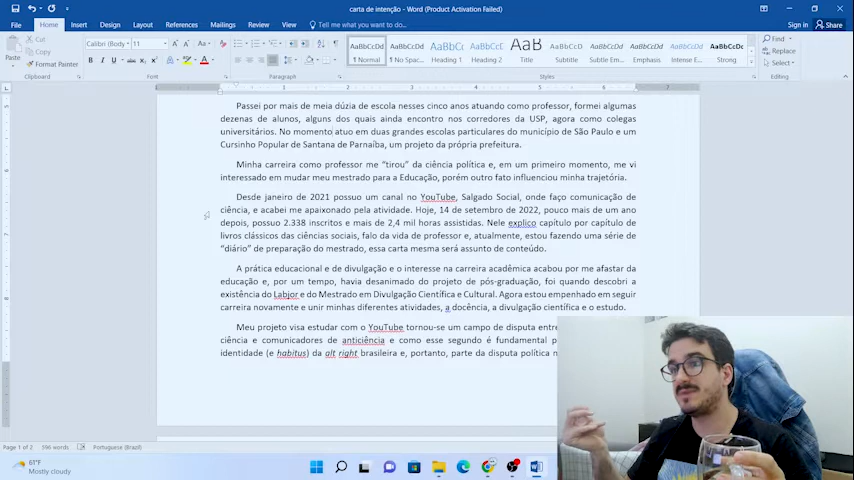 carta de intenção - Word (Product Activation Failed)
Sign in
Share
File Home Insert Design Layout References Mailings Review View Tell me what you want to do...
Cut
Copy
Format Painter
Paste
Clipboard
Calibri (Body)
11
Font
Paragraph
AaBbCcDd AaBbCcDd AaBbCcDd AaBbCcDd AaBbCcDd AaBbCcDd AaBbCcDd AaBbCcDd
1 Normal
1 No Spac...
Heading 1
Heading 2
Title
Subtitle
Subtle Em...
Emphasis
Intense E...
Strong
Styles
Find
Replace
Select
Editing
Passei por mais de meia dúzia de escola nesses cinco anos atuando como professor, formei algumas
dezenas de alunos, alguns dos quais ainda encontro nos corredores da USP, agora como colegas
universitários. No momento atuo em duas grandes escolas particulares do município de São Paulo e um
Cursinho Popular de Santana de Parnaíba, um projeto da própria prefeitura.
Minha carreira como professor me “tirou” da ciência política e, em um primeiro momento, me vi
interessado em mudar meu mestrado para a Educação, porém outro fato influenciou minha trajetória.
Desde janeiro de 2021 possuo um canal no YouTube, Salgado Social, onde faço comunicação de
ciência, e acabei me apaixonado pela atividade. Hoje, 14 de setembro de 2022, pouco mais de um ano
depois, possuo 2.338 inscritos e mais de 2,4 mil horas assistidas. Nele explico capítulo por capítulo de
livros clássicos das ciências sociais, falo da vida de professor e, atualmente, estou fazendo uma série de
“diário” de preparação do mestrado, essa carta mesma será assunto de conteúdo.
A prática educacional e de divulgação e o interesse na carreira acadêmica acabou por me afastar da
educação e, por um tempo, havia desanimado do projeto de pós-graduação, foi quando descobri a
existência do Labjor e do Mestrado em Divulgação Científica e Cultural. Agora estou empenhado em seguir
carreira novamente e unir minhas diferentes atividades, a docência, a divulgação científica e o estudo.
Meu projeto visa estudar com o YouTube tornou-se um campo de disputa entre
ciência e comunicadores de anticiência e como esse segundo é fundamental
identidade (e habitus) da alt right brasileira e, portanto, parte da disputa política
Page 1 of 2 396 words Portuguese (Brazil)
61°F
Mostly cloudy